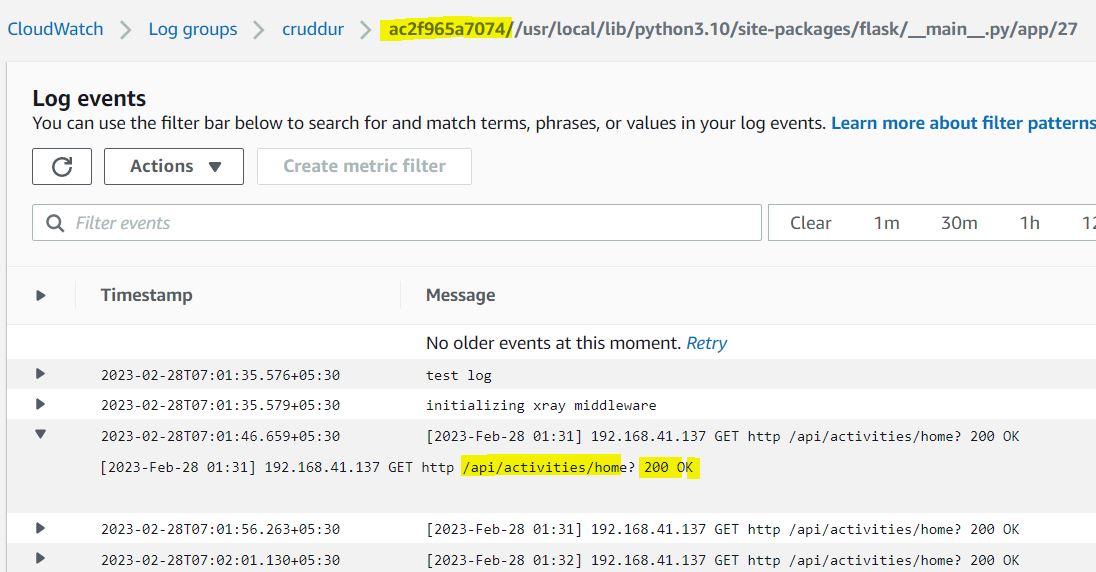 CloudWatch > Log groups > cruddur > ac2f965a7074//usr/local/lib/python3.10/site-packages/flask/__main__.py/app/27
Log events
You can use the filter bar below to search for and match terms, phrases, or values in your log events. Learn more about filter patterns
Actions Create metric filter
Filter events Clear 1m 30m 1h 12
Timestamp Message
No older events at this moment. Retry
2023-02-28T07:01:35.576+05:30 test log
2023-02-28T07:01:35.579+05:30 initializing xray middleware
2023-02-28T07:01:46.659+05:30 [2023-Feb-28 01:31] 192.168.41.137 GET http /api/activities/home? 200 OK
[2023-Feb-28 01:31] 192.168.41.137 GET http /api/activities/home? 200 OK
2023-02-28T07:01:56.263+05:30 [2023-Feb-28 01:31] 192.168.41.137 GET http /api/activities/home? 200 OK
2023-02-28T07:02:01.130+05:30 [2023-Feb-28 01:32] 192.168.41.137 GET http /api/activities/home? 200 OK